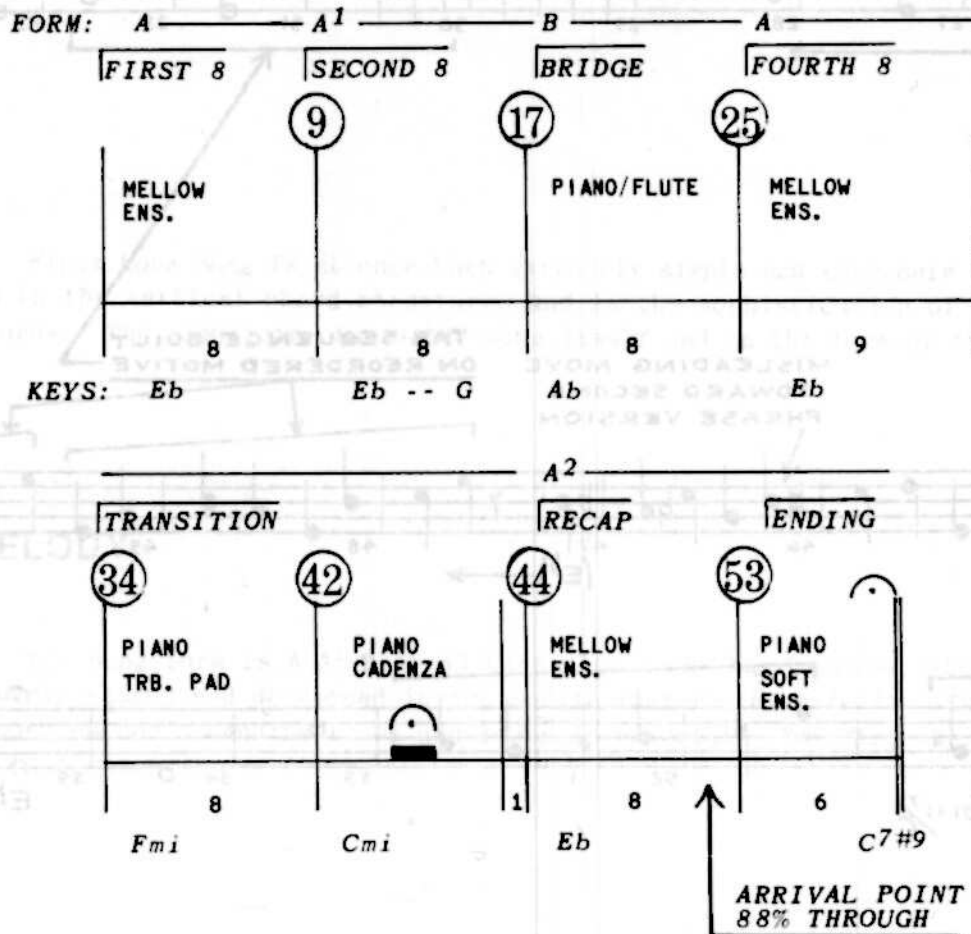 FORM: A A¹ B A
FIRST 8 SECOND 8 BRIDGE FOURTH 8
9 17 25
MELLOW ENS. PIANO/FLUTE MELLOW ENS.
8 8 8 9
KEYS: Eb Eb -- G Ab Eb
A²
TRANSITION RECAP ENDING
34 42 44 53
PIANO PIANO MELLOW PIANO
TRB. PAD CADENZA ENS. SOFT
ENS.
8 1 8 6
Fmi Cmi Eb C7#9
ARRIVAL POINT
88% THROUGH